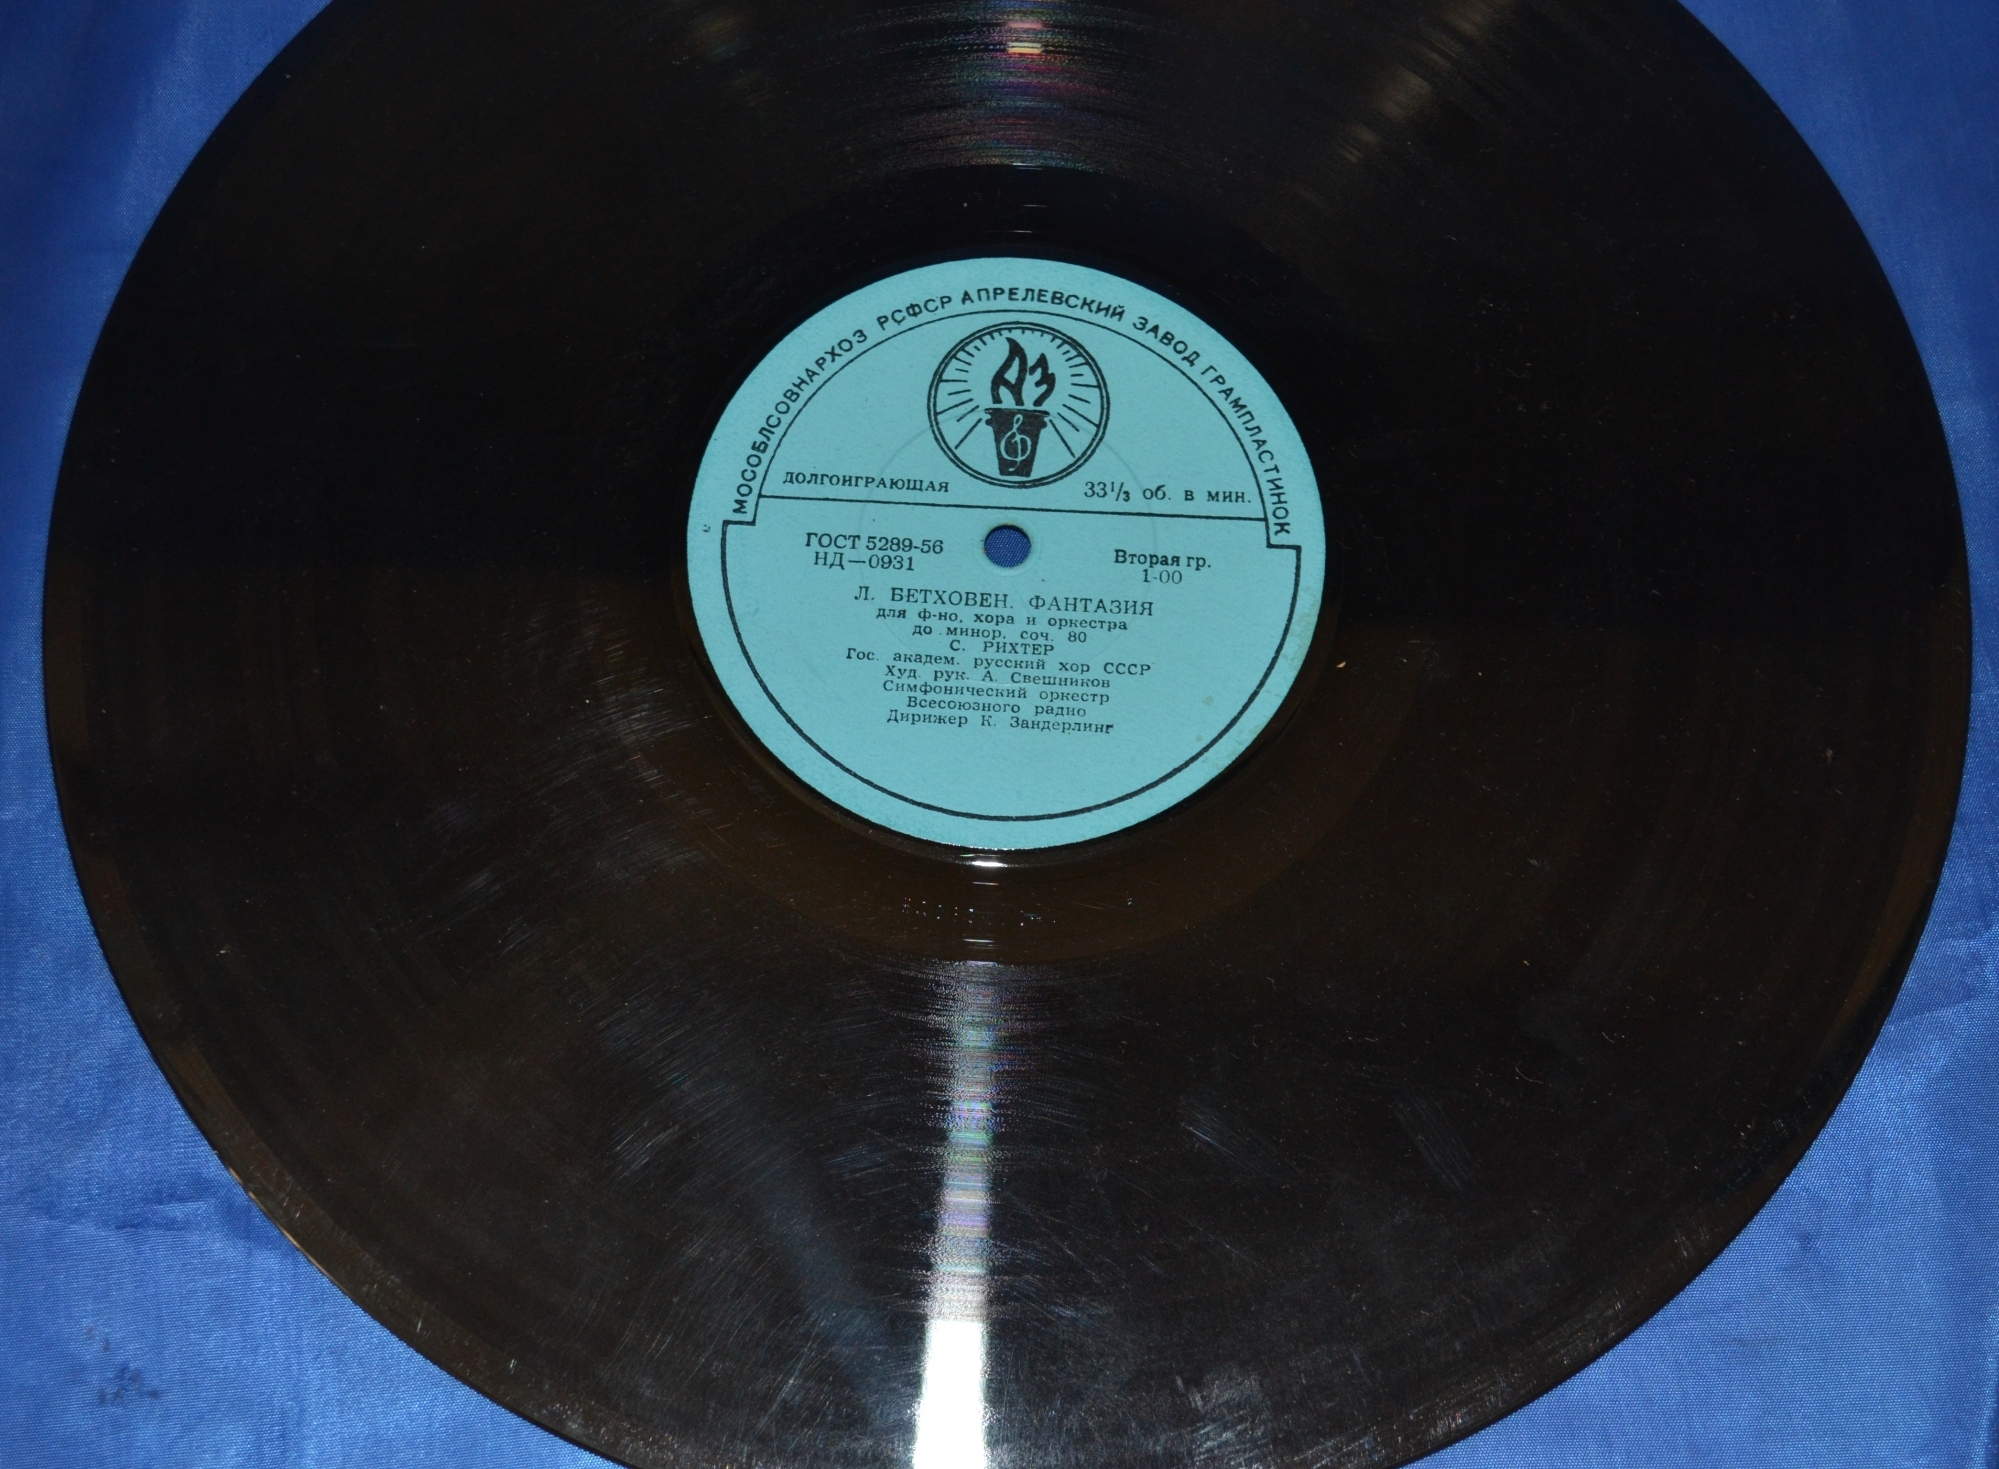 МОСОБЛСОВНАРХОЗ РСФСР АПРЕЛЕВСКИЙ ЗАВОД ГРАМПЛАСТИНОК
АЗ
ДОЛГОИГРАЮЩАЯ 33⅓ об. в мин.
ГОСТ 5289-56 Вторая гр.
НД—0931 1-00
Л. БЕТХОВЕН. ФАНТАЗИЯ
для ф-но, хора и оркестра
до минор, соч. 80
С. РИХТЕР
Гос. академ. русский хор СССР
Худ. рук. А. Свешников
Симфонический оркестр
Всесоюзного радио
Дирижер К. Зандерлинг